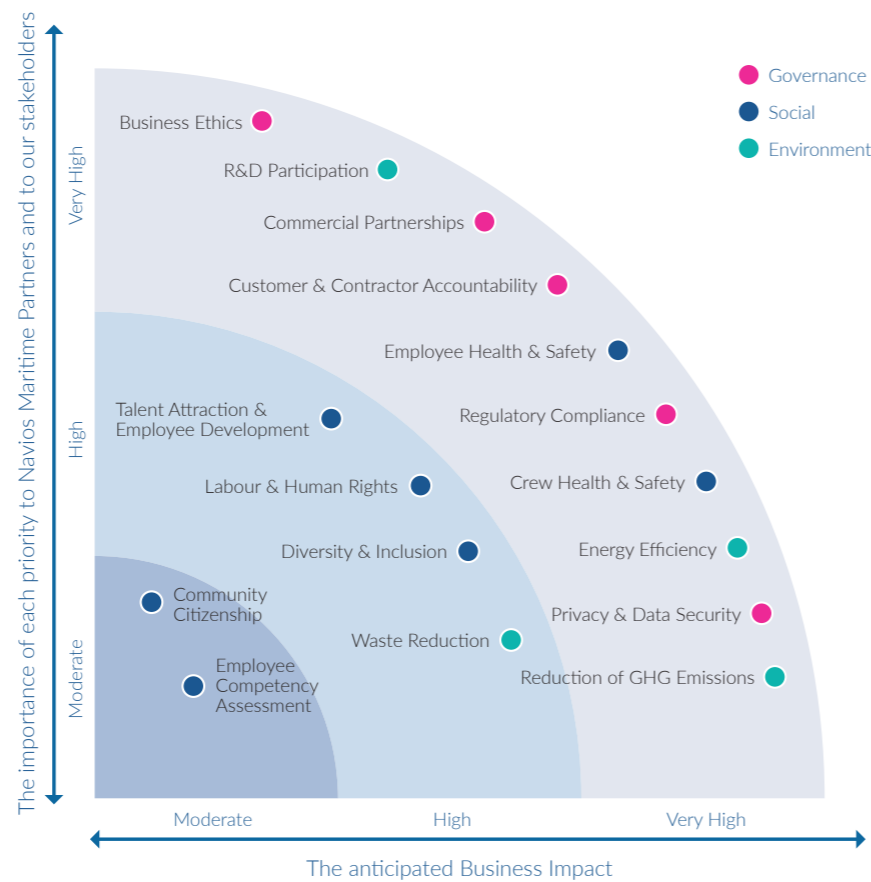 The importance of each priority to Navios Maritime Partners and to our stakeholders
Very High
High
Moderate
Governance
Social
Environment
Business Ethics
R&D Participation
Commercial Partnerships
Customer & Contractor Accountability
Employee Health & Safety
Talent Attraction &
Employee Development
Regulatory Compliance
Labour & Human Rights
Crew Health & Safety
Diversity & Inclusion
Energy Efficiency
Community
Citizenship
Privacy & Data Security
Waste Reduction
Employee
Competency
Assessment
Reduction of GHG Emissions
Moderate
High
Very High
The anticipated Business Impact